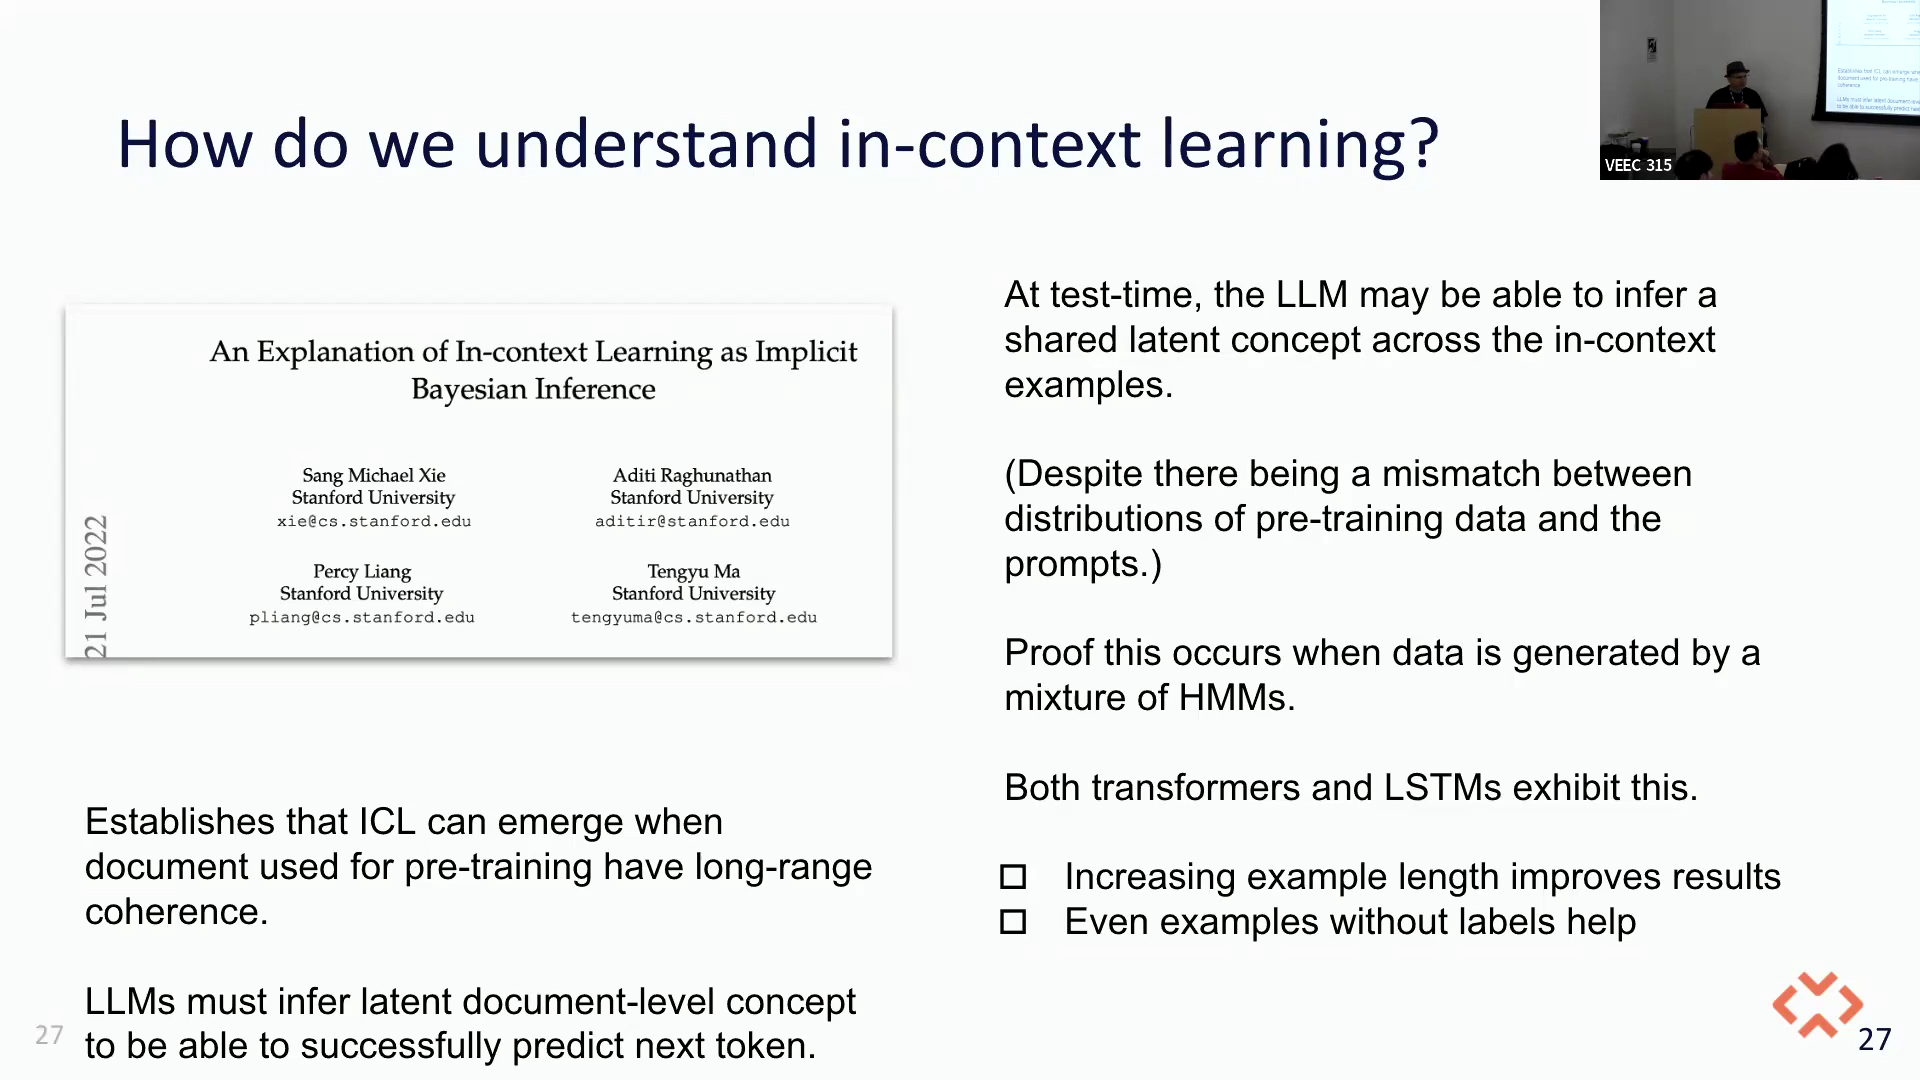 How do we understand in-context learning?
VEEC 315
An Explanation of In-context Learning as Implicit
Bayesian Inference
Sang Michael Xie
Stanford University
xie@cs.stanford.edu
Aditi Raghunathan
Stanford University
aditir@stanford.edu
Percy Liang
Stanford University
pliang@cs.stanford.edu
Tengyu Ma
Stanford University
tengyuma@cs.stanford.edu
21 Jul 2022
Establishes that ICL can emerge when
document used for pre-training have long-range
coherence.
LLMs must infer latent document-level concept
to be able to successfully predict next token.
At test-time, the LLM may be able to infer a
shared latent concept across the in-context
examples.
(Despite there being a mismatch between
distributions of pre-training data and the
prompts.)
Proof this occurs when data is generated by a
mixture of HMMs.
Both transformers and LSTMs exhibit this.
Increasing example length improves results
Even examples without labels help
27
27